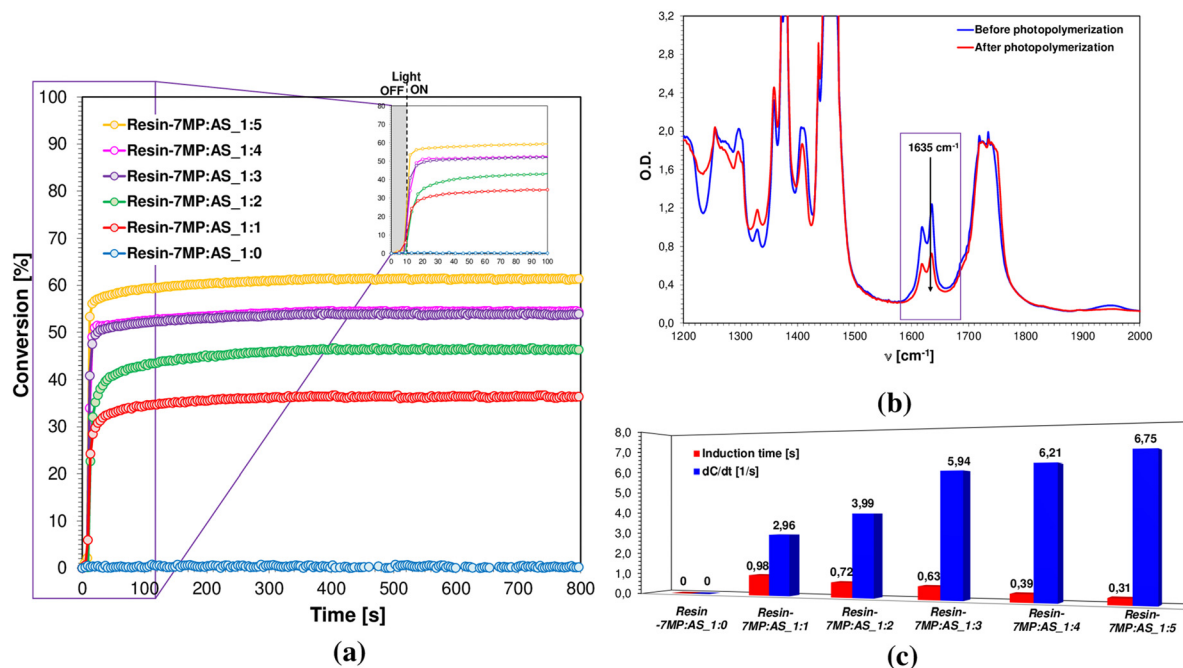 Light
OFF ON
100
90
80
70
60
50
40
30
20
10
0
Conversion [%]
Resin-7MP:AS_1:5
Resin-7MP:AS_1:4
Resin-7MP:AS_1:3
Resin-7MP:AS_1:2
Resin-7MP:AS_1:1
Resin-7MP:AS_1:0
80
70
60
50
40
30
20
10
0
0 10 20 30 40 50 60 70 80 90 100
0 100 200 300 400 500 600 700 800
Time [s]
(a)
3,2
2,8
2,4
2,0
1,6
1,2
0,8
0,4
0,0
O.D.
Before photopolymerization
After photopolymerization
1635 cm⁻¹
1200 1300 1400 1500 1600 1700 1800 1900 2000
ν [cm⁻¹]
(b)
8,0
7,0
6,0
5,0
4,0
3,0
2,0
1,0
0,0
Induction time [s]
dC/dt [1/s]
0 0
0,98 2,96
0,72 3,99
0,63 5,94
0,39 6,21
0,31 6,75
Resin
-7MP:AS_1:0
Resin-
7MP:AS_1:1
Resin-
7MP:AS_1:2
Resin-
7MP:AS_1:3
Resin-
7MP:AS_1:4
Resin-
7MP:AS_1:5
(c)